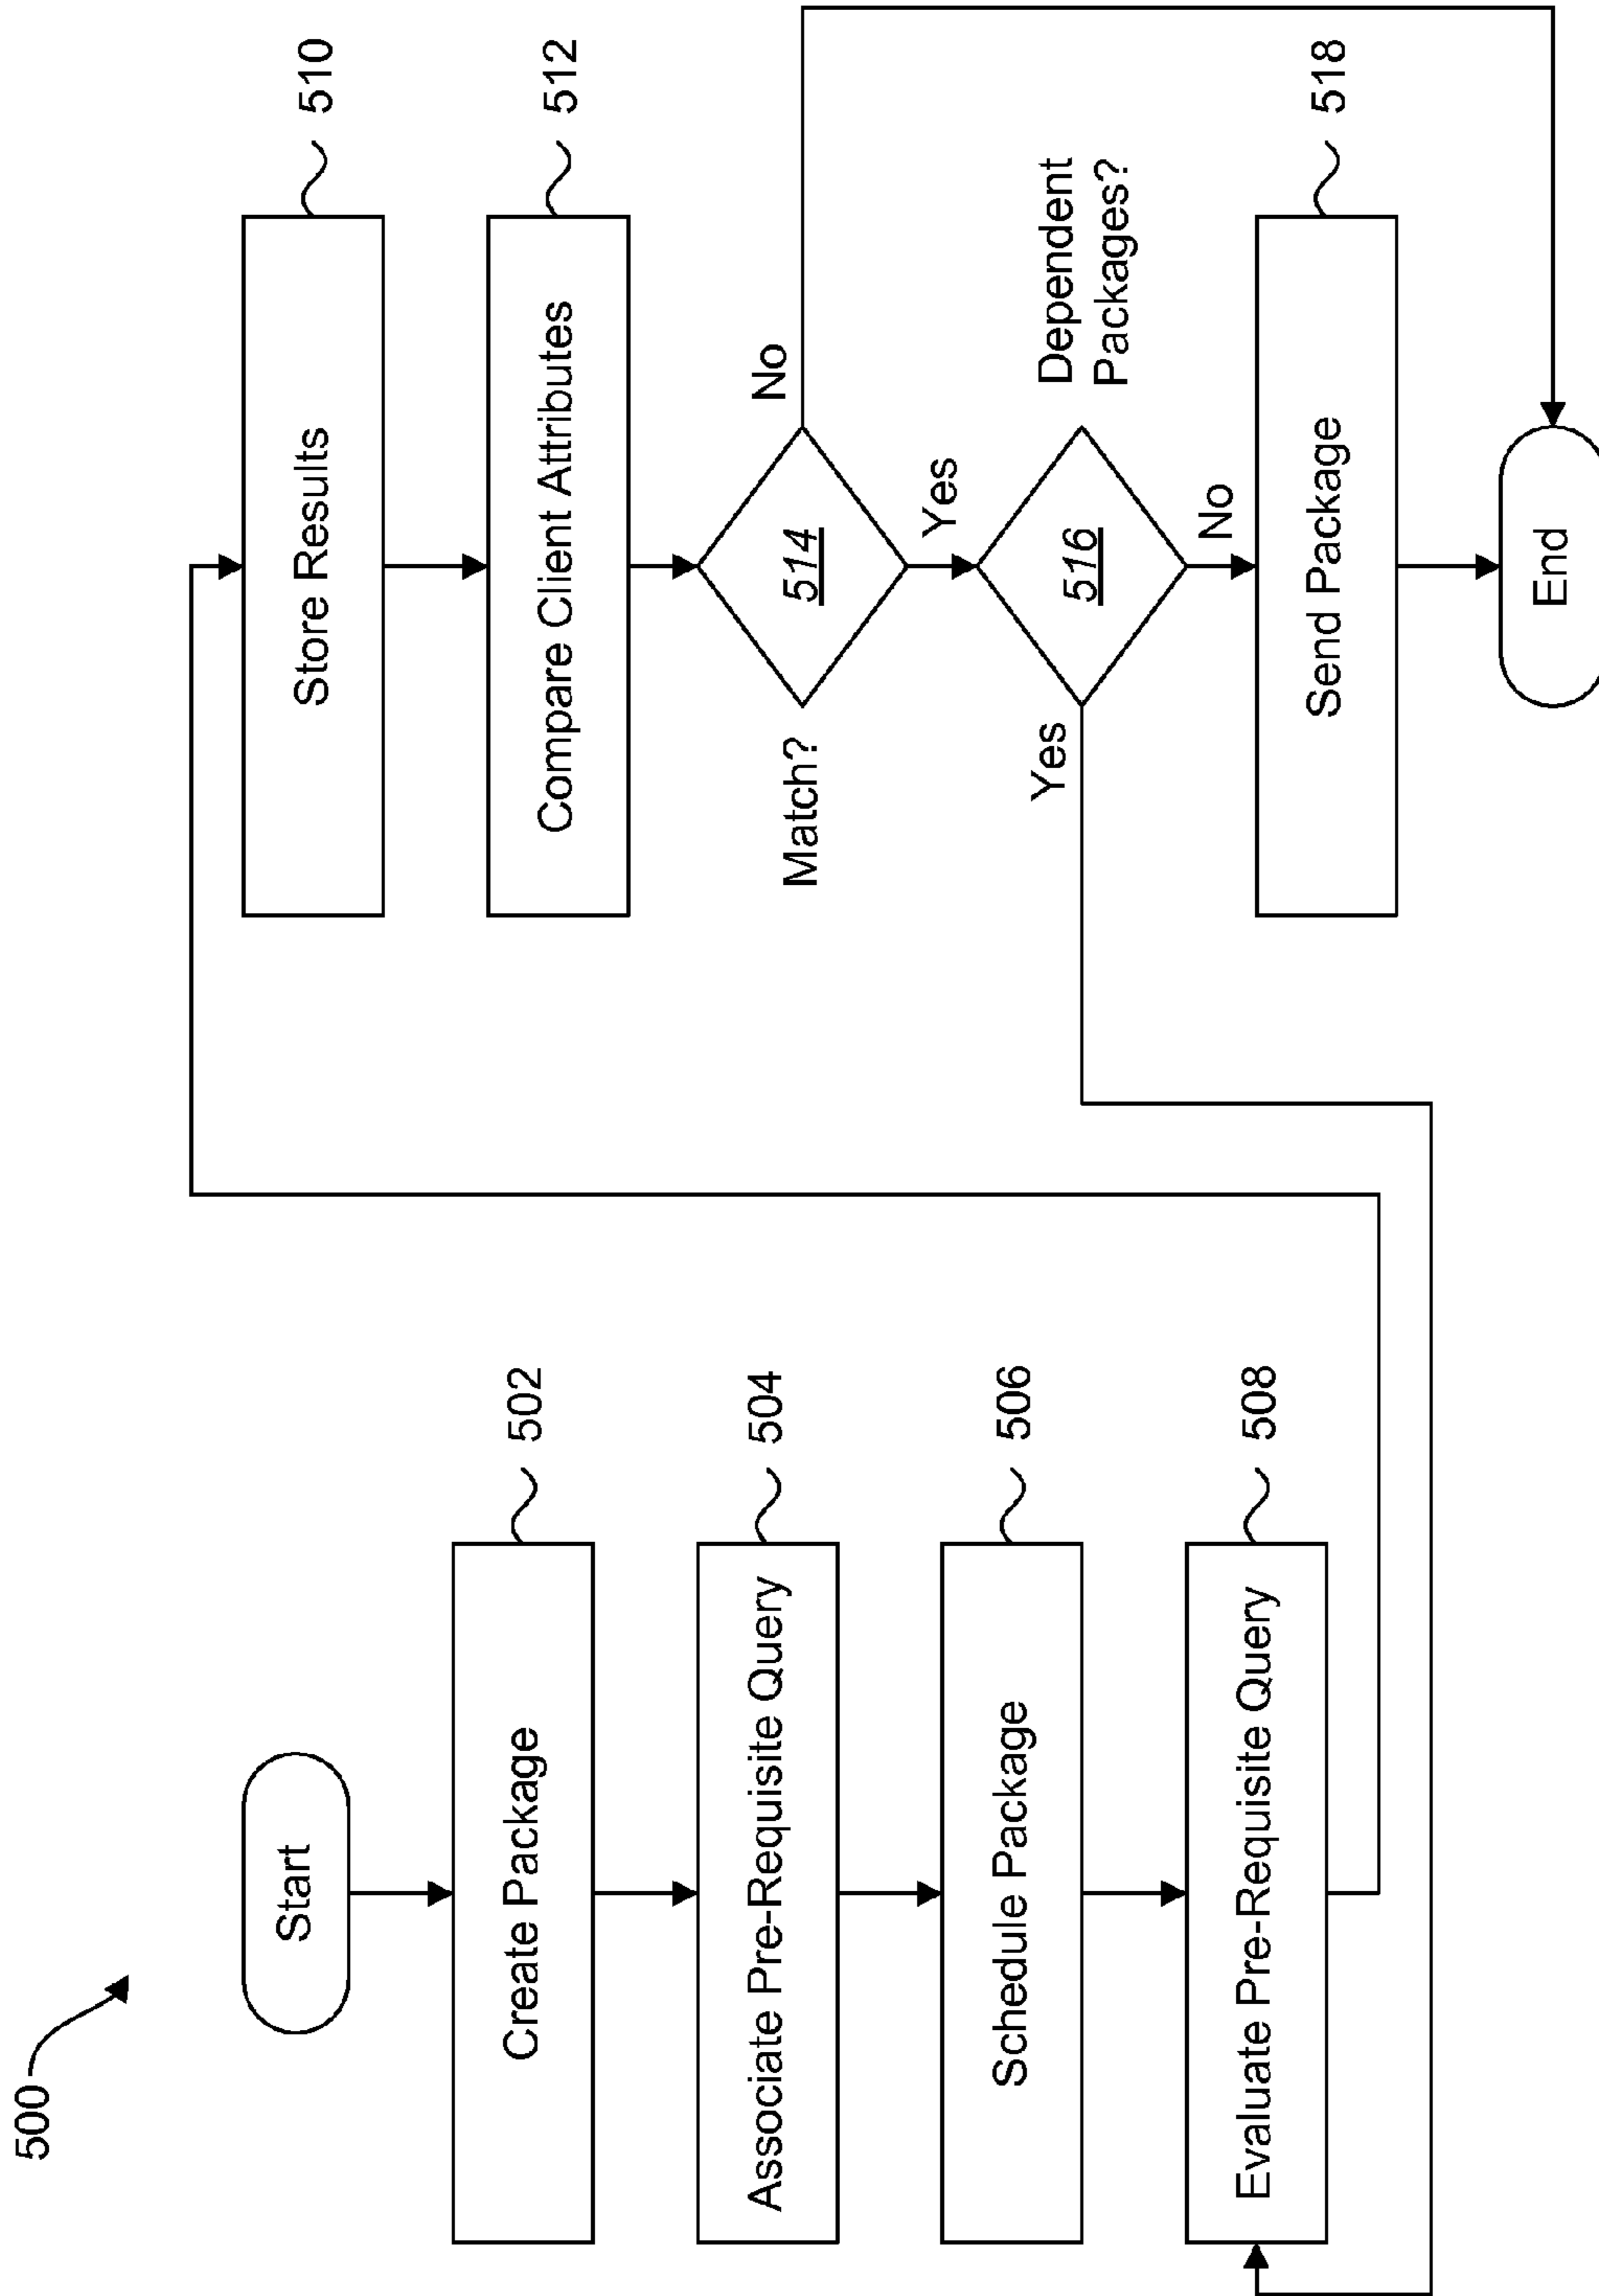 500
Start
Create Package
502
Associate Pre-Requisite Query
504
Schedule Package
506
Evaluate Pre-Requisite Query
508
Store Results
510
Compare Client Attributes
512
Match?
514
No
Yes
Dependent
Packages?
516
Yes
No
Send Package
518
End